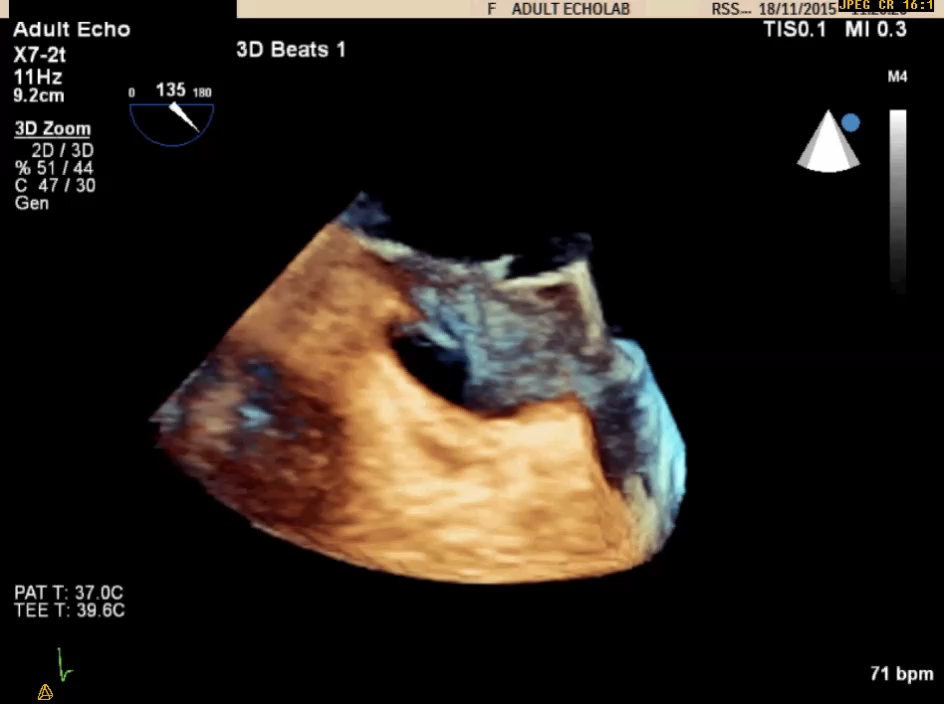 F ADULT ECHOLAB RSS... 18/11/2015
JPEG CR 16:1
Adult Echo
TIS0.1 MI 0.3
X7-2t
3D Beats 1
11Hz
9.2cm
M4
0 135 180
3D Zoom
2D / 3D
% 51 / 44
C 47 / 30
Gen
PAT T: 37.0C
TEE T: 39.6C
71 bpm